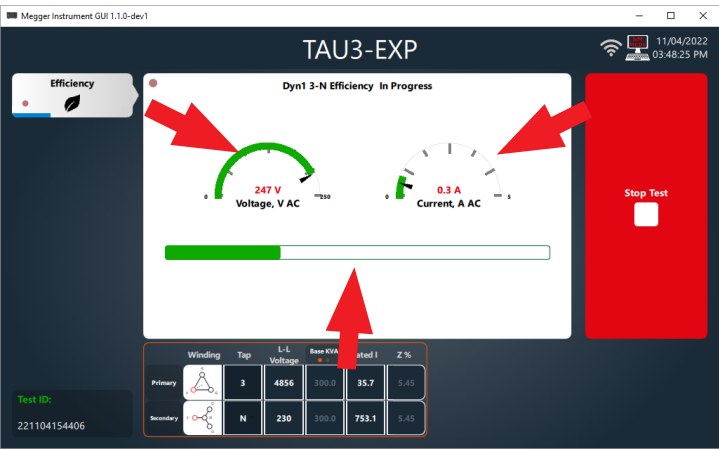 Megger Instrument GUI 1.1.0-dev1
TAU3-EXP
11/04/2022
03:48:25 PM
Efficiency
Dyn1 3-N Efficiency In Progress
247 V
0
250
Voltage, V AC
0.3 A
0
5
Current, A AC
Stop Test
Winding Tap L-L Voltage Base KVA ated I Z %
Primary 3 4856 300.0 35.7 5.45
Secondary N 230 300.0 753.1 5.45
Test ID:
221104154406